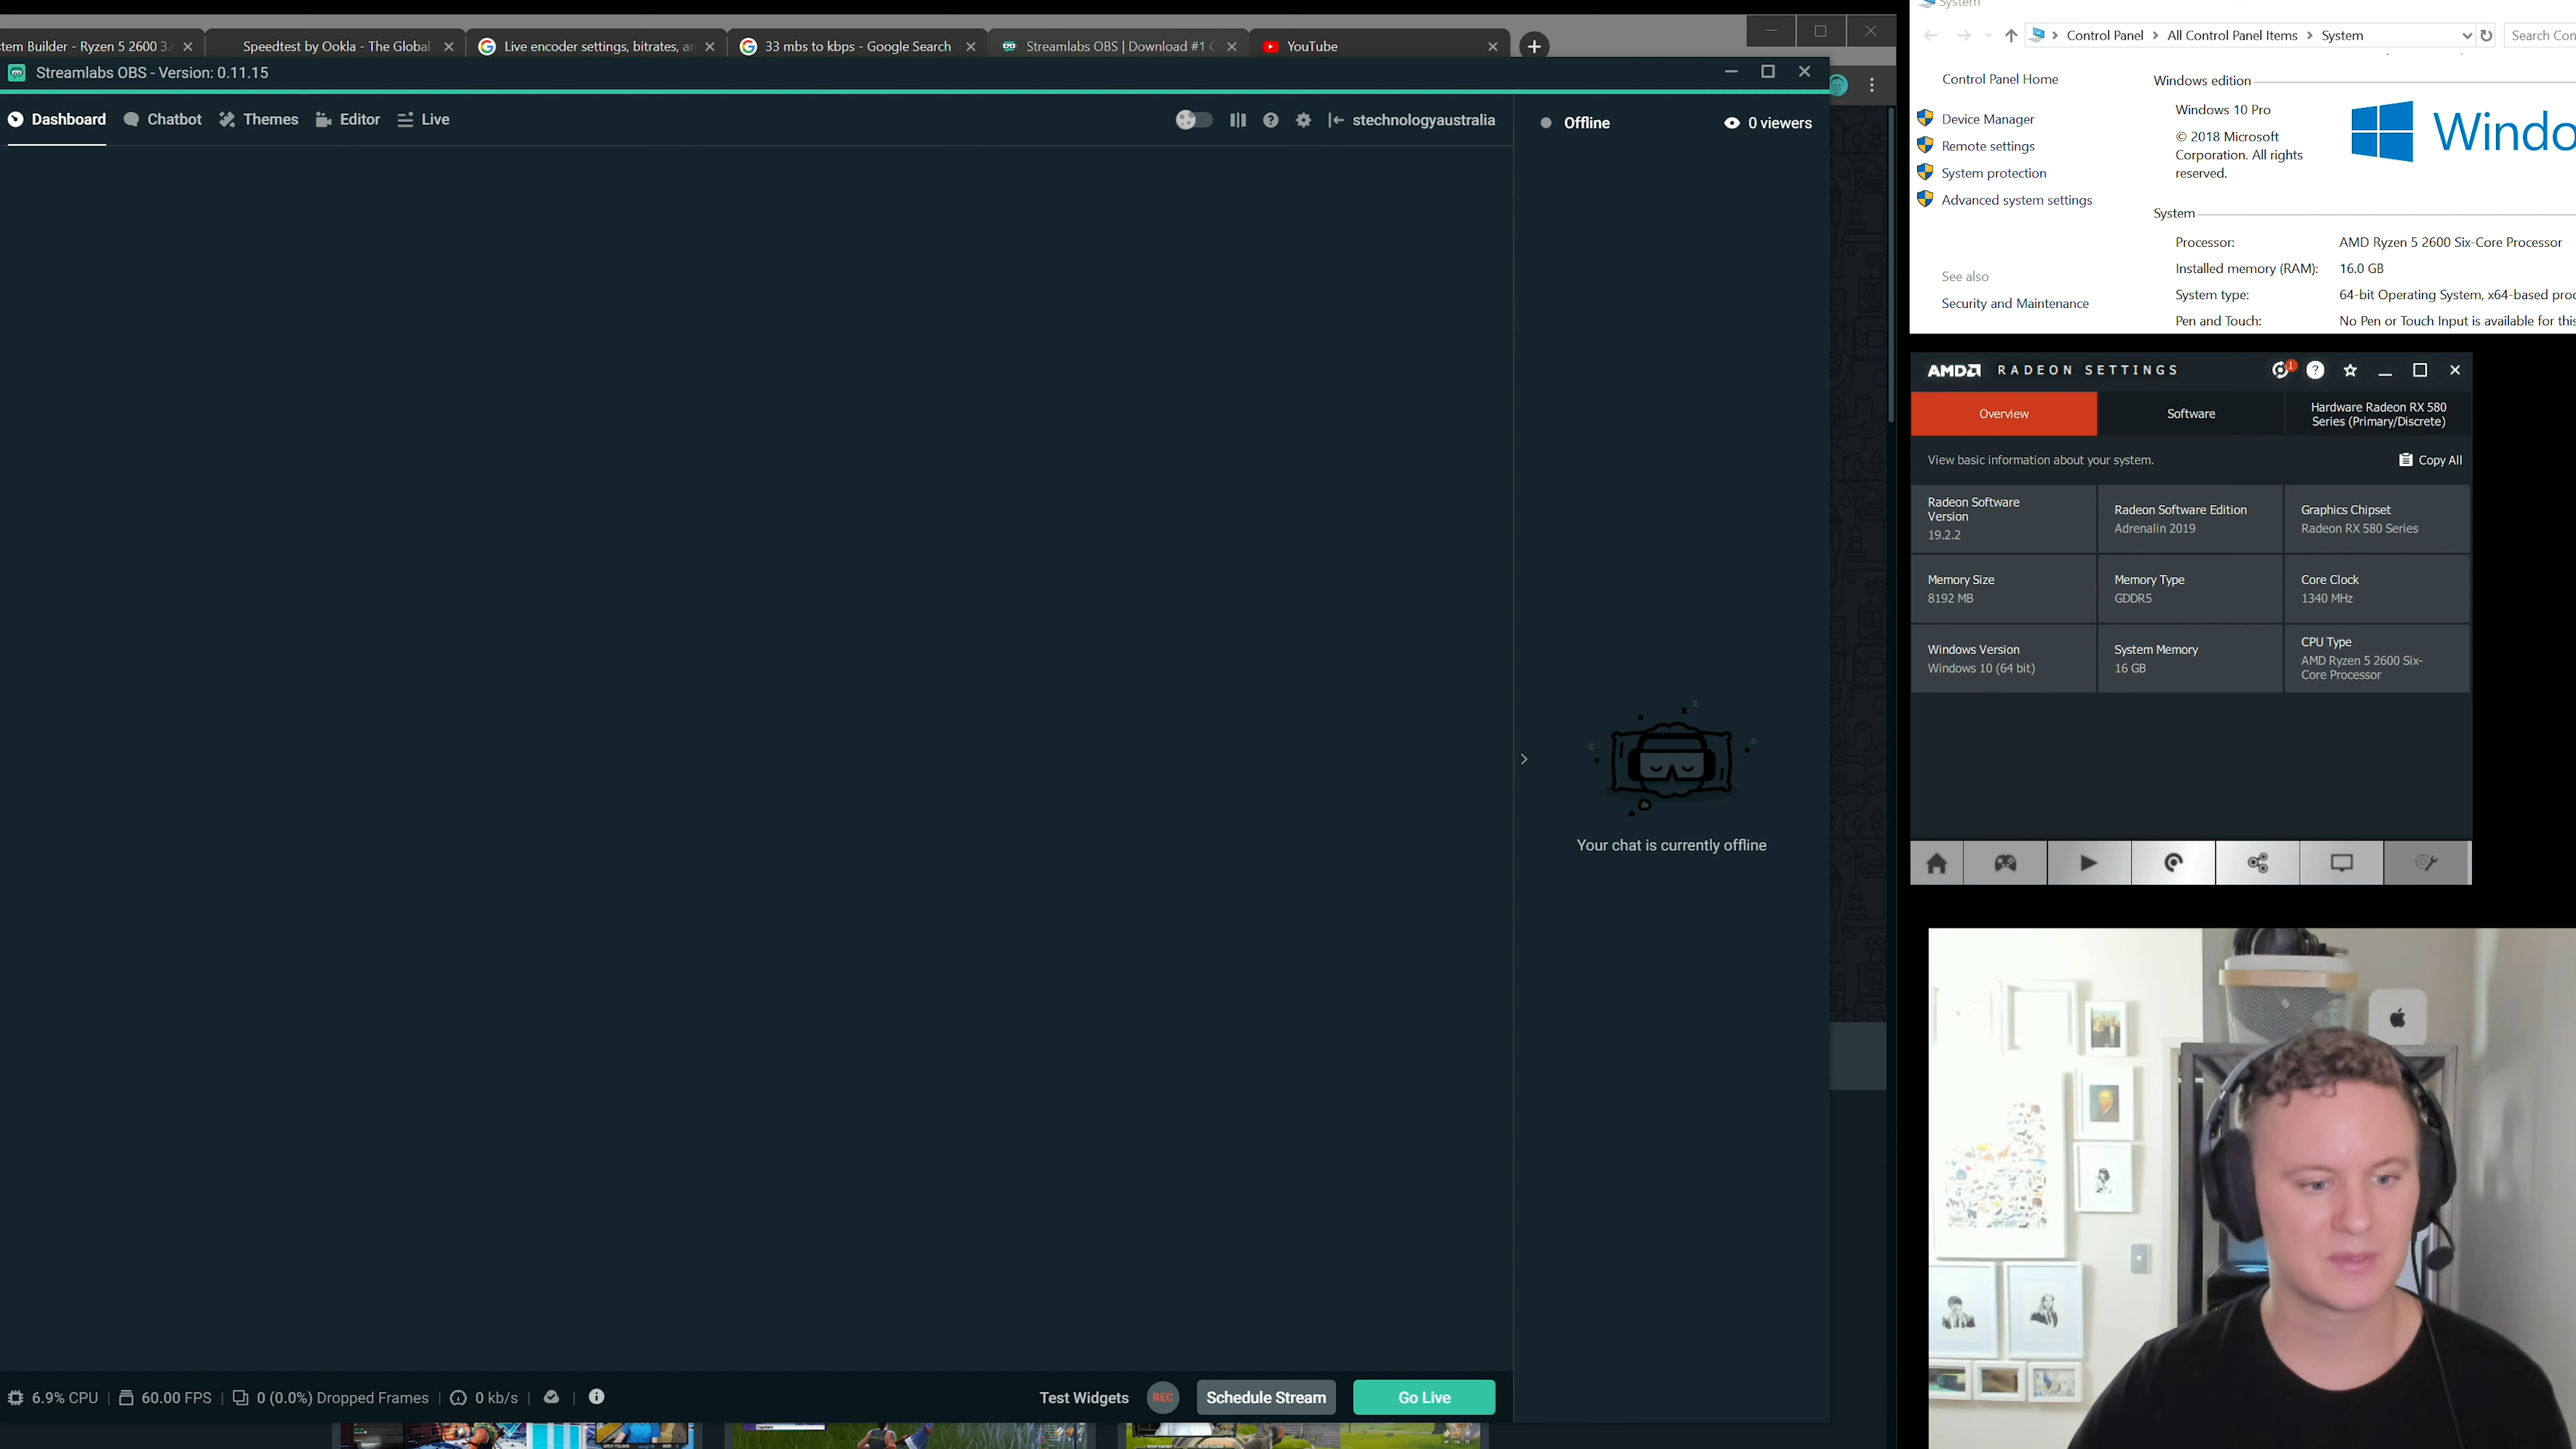 stem Builder - Ryzen 5 2600 3.
Speedtest by Ookla - The Global
Live encoder settings, bitrates, an
33 mbs to kbps - Google Search
Streamlabs OBS | Download #1 C
YouTube
Streamlabs OBS - Version: 0.11.15
Dashboard
Chatbot
Themes
Editor
Live
stechnologyaustralia
Offline
0 viewers
Your chat is currently offline
6.9% CPU
60.00 FPS
0 (0.0%) Dropped Frames
0 kb/s
Test Widgets
REC
Schedule Stream
Go Live
System
Control Panel > All Control Panel Items > System
Search Con
Control Panel Home
Device Manager
Remote settings
System protection
Advanced system settings
See also
Security and Maintenance
Windows edition
Windows 10 Pro
© 2018 Microsoft
Corporation. All rights
reserved.
Windo
System
Processor: AMD Ryzen 5 2600 Six-Core Processor
Installed memory (RAM): 16.0 GB
System type: 64-bit Operating System, x64-based proc
Pen and Touch: No Pen or Touch Input is available for this
AMD RADEON SETTINGS
1
Overview
Software
Hardware Radeon RX 580
Series (Primary/Discrete)
View basic information about your system.
Copy All
Radeon Software
Version
19.2.2
Radeon Software Edition
Adrenalin 2019
Graphics Chipset
Radeon RX 580 Series
Memory Size
8192 MB
Memory Type
GDDR5
Core Clock
1340 MHz
Windows Version
Windows 10 (64 bit)
System Memory
16 GB
CPU Type
AMD Ryzen 5 2600 Six-
Core Processor